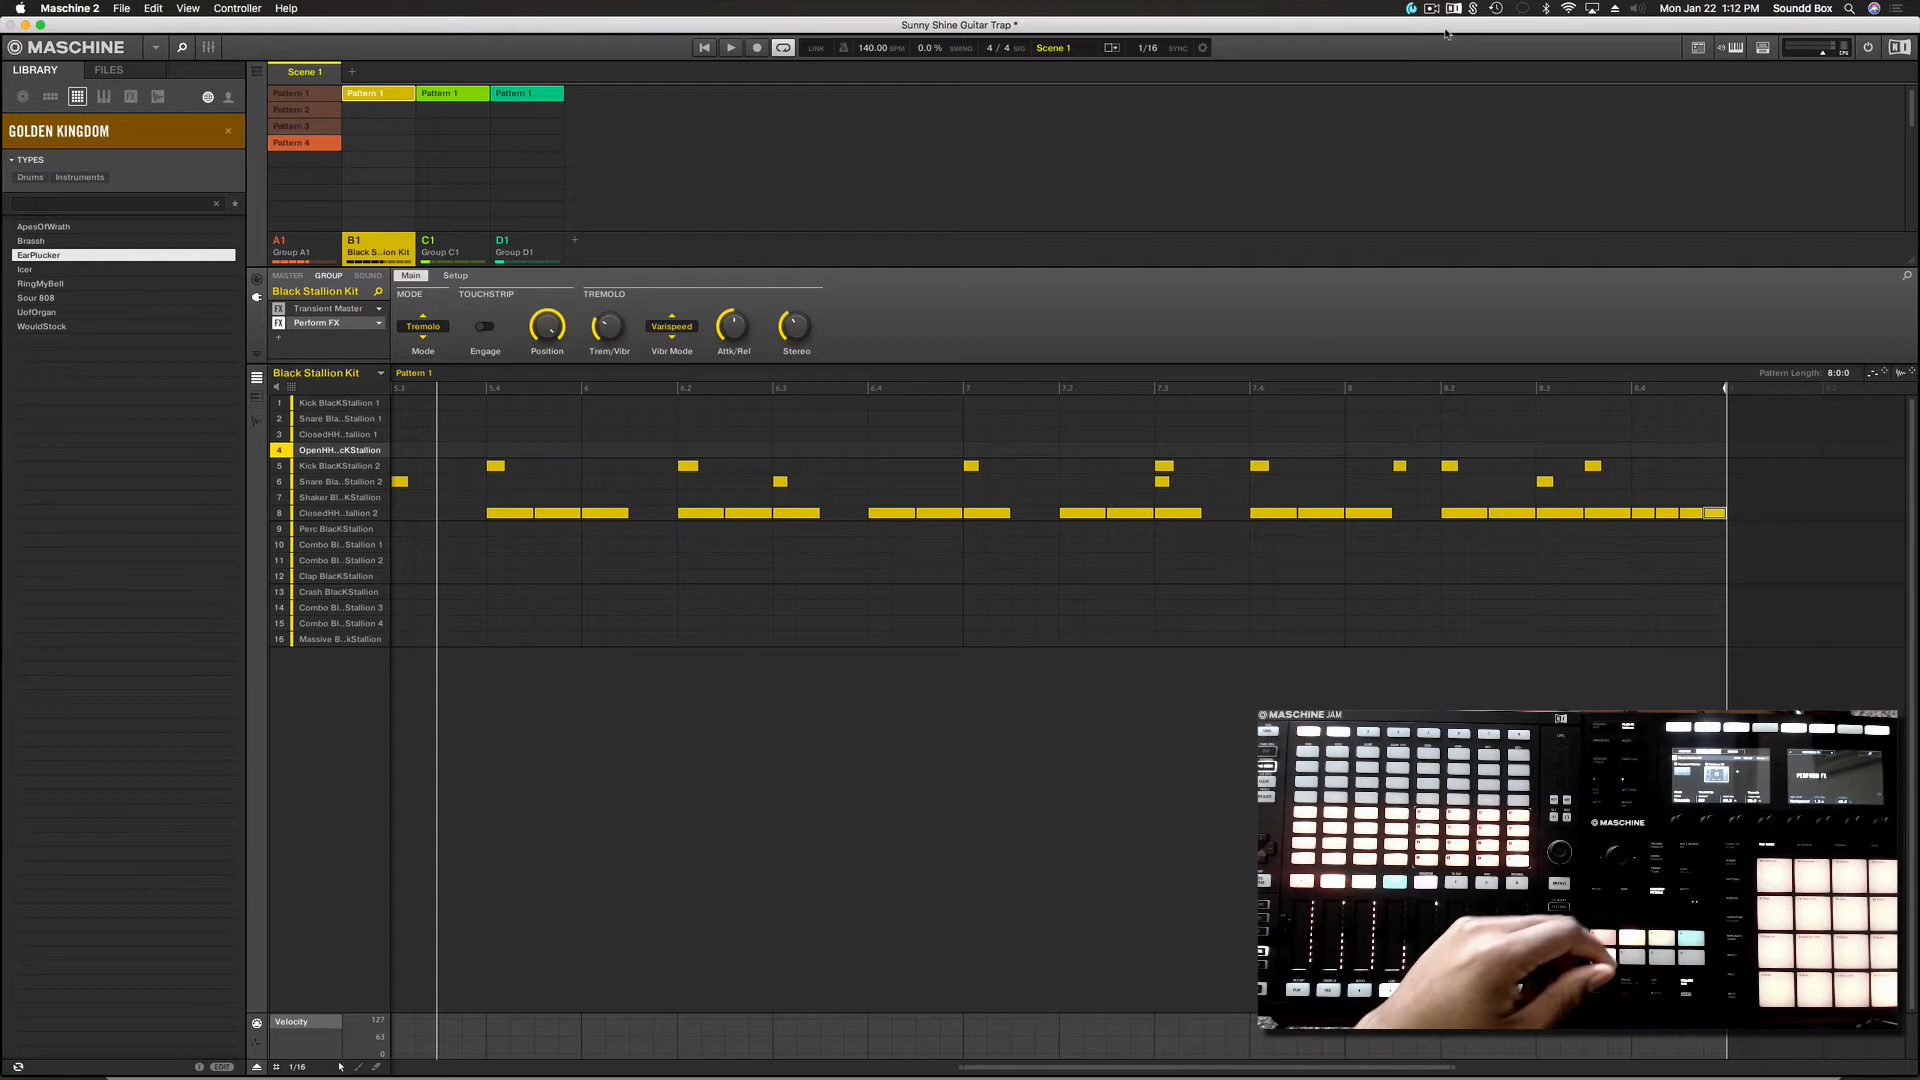 Maschine 2 File Edit View Controller Help
Mon Jan 22 1:12 PM Soundd Box
Sunny Shine Guitar Trap *
MASCHINE
LINK 140.00 BPM 0.0 % SWING 4 / 4 SIG Scene 1 1/16 SYNC
49
CPU
LIBRARY FILES
Scene 1 +
GOLDEN KINGDOM ×
TYPES
Drums Instruments
ApesOfWrath
Brassh
EarPlucker
Icer
RingMyBell
Sour 808
UofOrgan
WouldStock
Pattern 1 Pattern 1 Pattern 1 Pattern 1
Pattern 2
Pattern 3
Pattern 4
A1 B1 C1 D1 +
Group A1 Black S..ion Kit Group C1 Group D1
MASTER GROUP SOUND Main Setup
Black Stallion Kit
MODE TOUCHSTRIP TREMOLO
FX Transient Master
FX Perform FX
+
Tremolo Varispeed
Mode Engage Position Trem/Vibr Vibr Mode Attk/Rel Stereo
Black Stallion Kit Pattern 1 Pattern Length: 8:0:0
5.3 5.4 6 6.2 6.3 6.4 7 7.2 7.3 7.4 8 8.2 8.3 8.4
1 Kick BlacKStallion 1
2 Snare Bla..Stallion 1
3 ClosedHH..tallion 1
4 OpenHH..cKStallion
5 Kick BlacKStallion 2
6 Snare Bla..Stallion 2
7 Shaker Bl..KStallion
8 ClosedHH..tallion 2
9 Perc BlacKStallion
10 Combo Bl..Stallion 1
11 Combo Bl..Stallion 2
12 Clap BlacKStallion
13 Crash BlacKStallion
14 Combo Bl..Stallion 3
15 Combo Bl..Stallion 4
16 Massive B..kStallion
MASCHINE JAM
PERFORM FX
MASCHINE
Velocity 127
63
0
EDIT 1/16